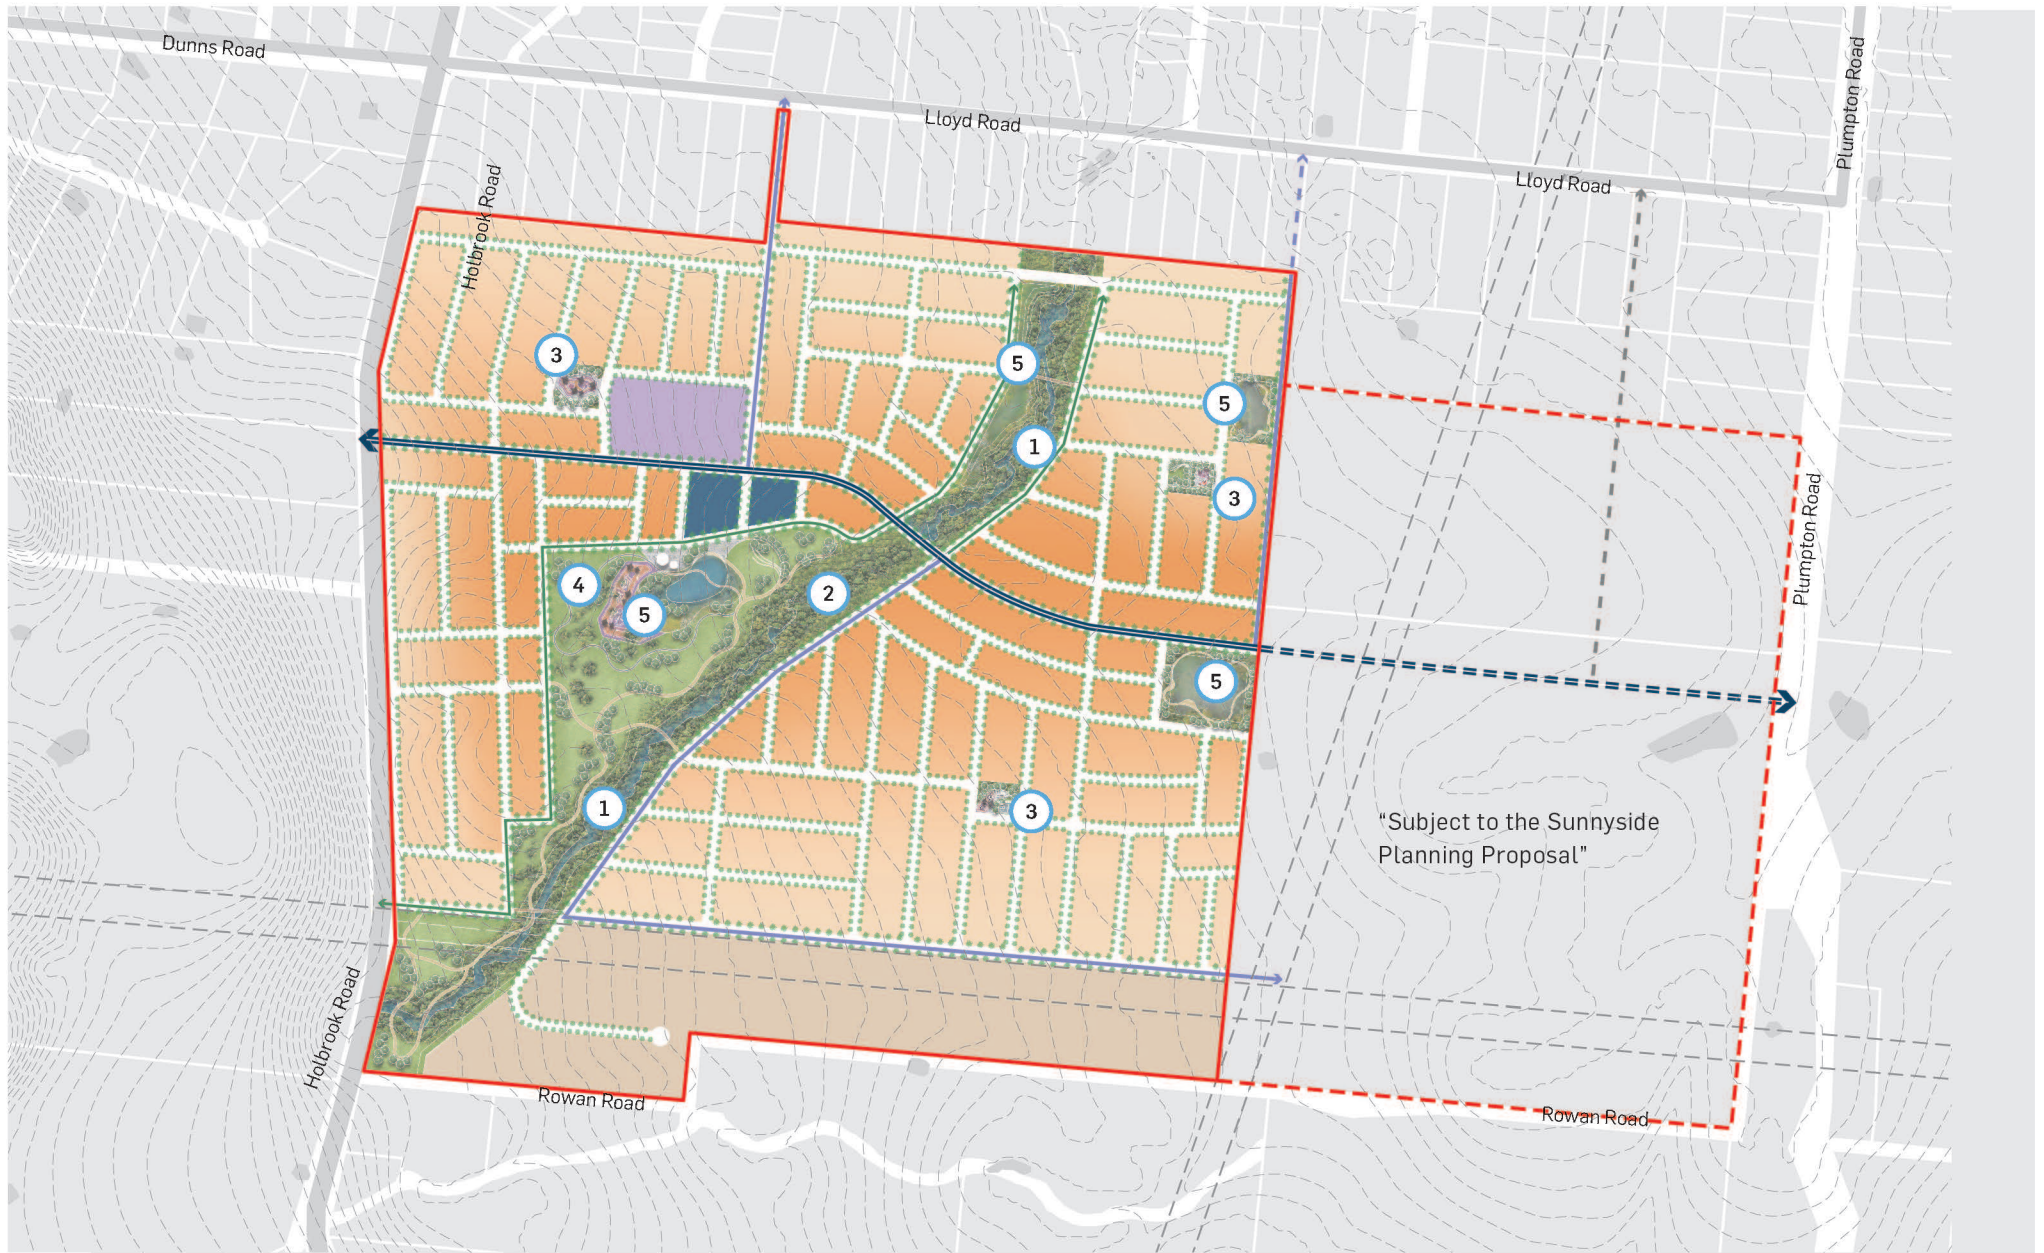 Dunns Road
Plumpton Road
Lloyd Road
Lloyd Road
Holbrook Road
3
5
5
1
3
Plumpton Road
4
2
5
5
1
3
"Subject to the Sunnyside
Planning Proposal"
Holbrook Road
Rowan Road
Rowan Road